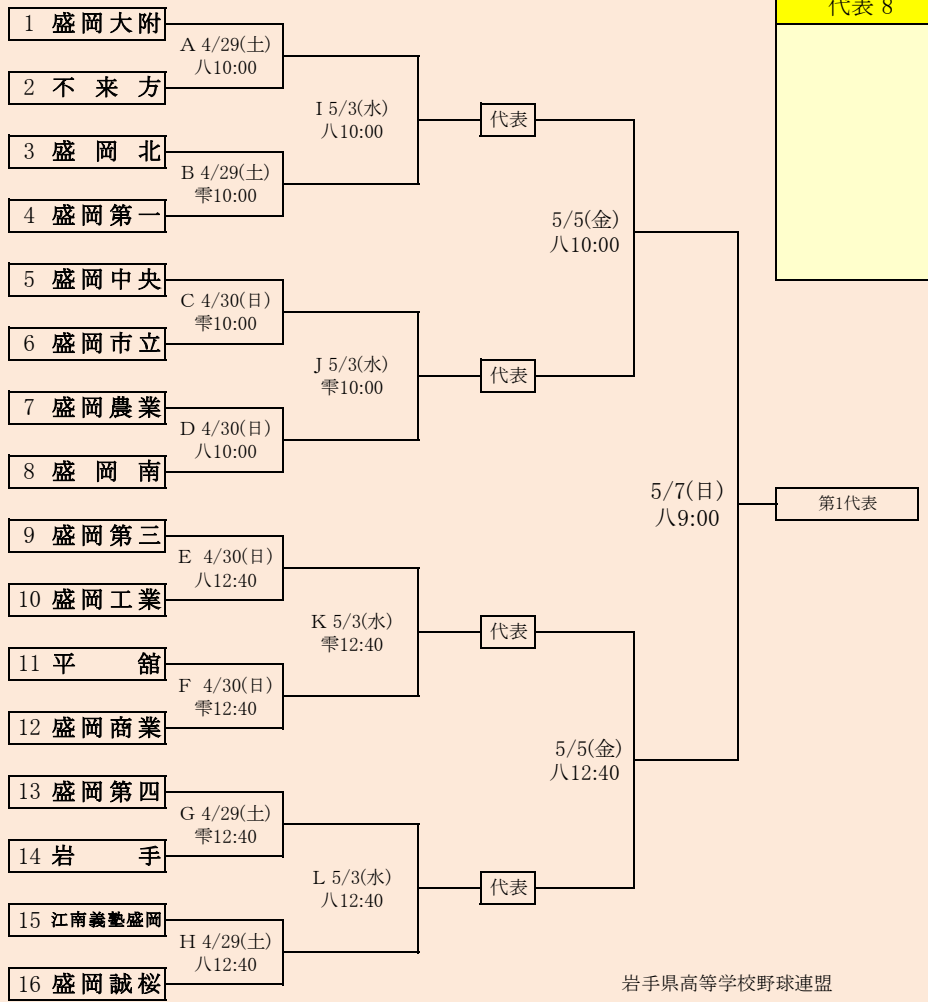 代表 8
1 盛岡大附
A 4/29(土)
八10:00
2 不来方
I 5/3(水)
八10:00
代表
3 盛岡北
B 4/29(土)
雫10:00
4 盛岡第一
5/5(金)
八10:00
5 盛岡中央
C 4/30(日)
雫10:00
6 盛岡市立
J 5/3(水)
雫10:00
代表
7 盛岡農業
D 4/30(日)
八10:00
8 盛岡南
5/7(日)
八9:00
第1代表
9 盛岡第三
E 4/30(日)
八12:40
10 盛岡工業
K 5/3(水)
雫12:40
代表
11 平舘
F 4/30(日)
雫12:40
12 盛岡商業
5/5(金)
八12:40
13 盛岡第四
G 4/29(土)
雫12:40
14 岩手
L 5/3(水)
八12:40
代表
15 江南義塾盛岡
H 4/29(土)
八12:40
16 盛岡誠桜
岩手県高等学校野球連盟